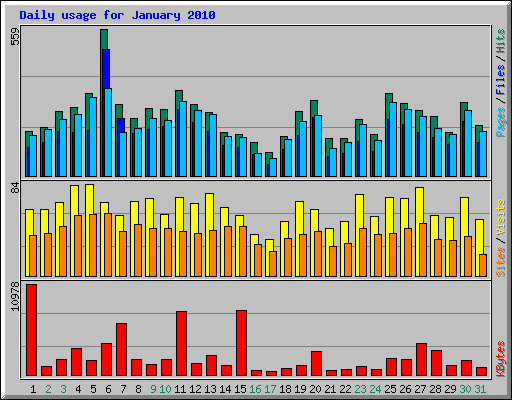 Daily usage for January 2010
559
Pages / Files / Hits
84
Sites / Visits
10978
KBytes
1 2 3 4 5 6 7 8 9 10 11 12 13 14 15 16 17 18 19 20 21 22 23 24 25 26 27 28 29 30 31